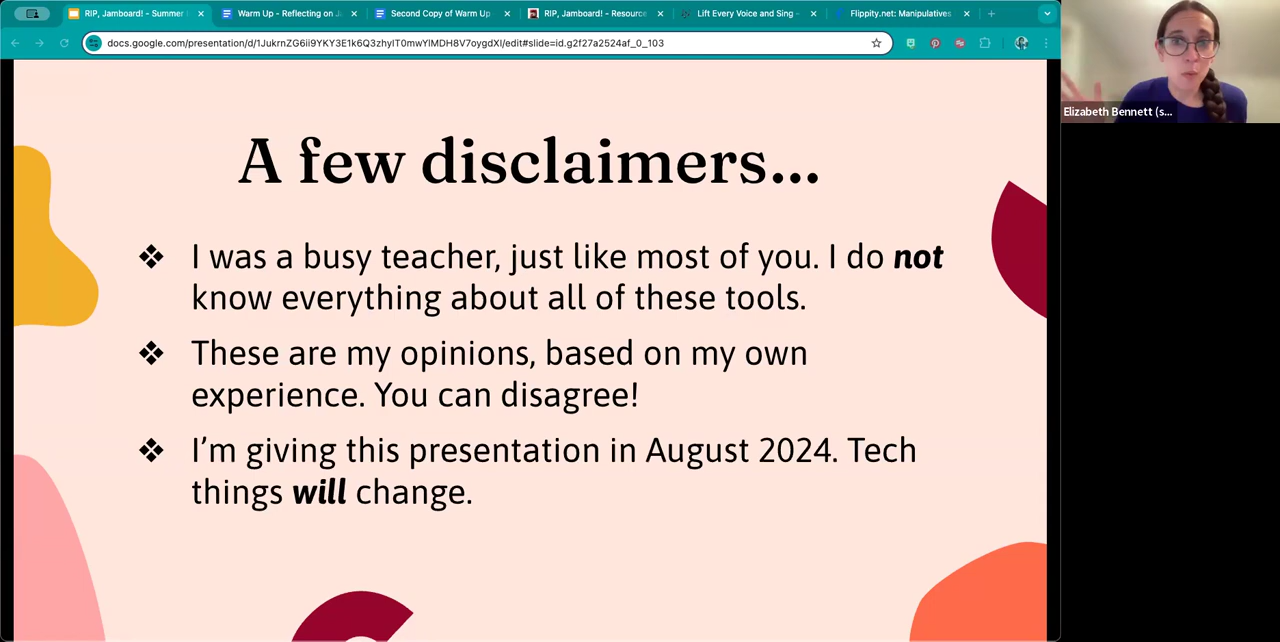 RIP, Jamboard! - Summer
Warm Up - Reflecting on J
Second Copy of Warm Up
RIP, Jamboard! - Resource
Lift Every Voice and Sing -
Flippity.net: Manipulatives
docs.google.com/presentation/d/1JukrnZG6ii9YKY3E1k6Q3zhyIT0mwYlMDH8V7oygdXI/edit#slide=id.g2f27a2524af_0_103
Elizabeth Bennett (s...
A few disclaimers...
❖ I was a busy teacher, just like most of you. I do not
know everything about all of these tools.
❖ These are my opinions, based on my own
experience. You can disagree!
❖ I’m giving this presentation in August 2024. Tech
things will change.